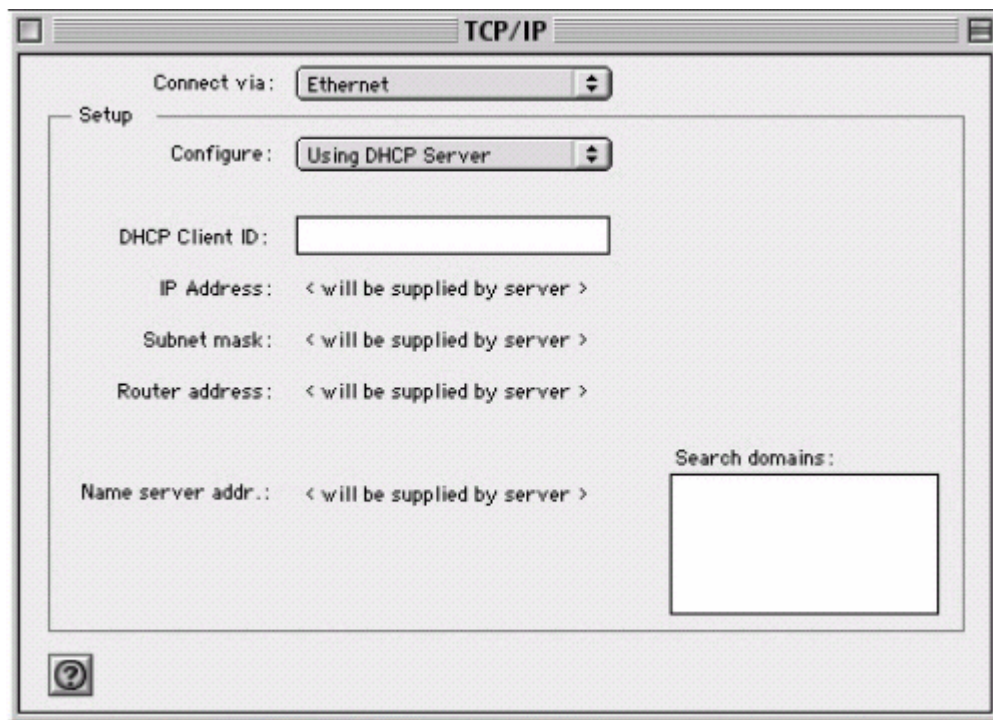 TCP/IP
Connect via: Ethernet
Setup
Configure: Using DHCP Server
DHCP Client ID:
IP Address: < will be supplied by server >
Subnet mask: < will be supplied by server >
Router address: < will be supplied by server >
Search domains:
Name server addr.: < will be supplied by server >
?